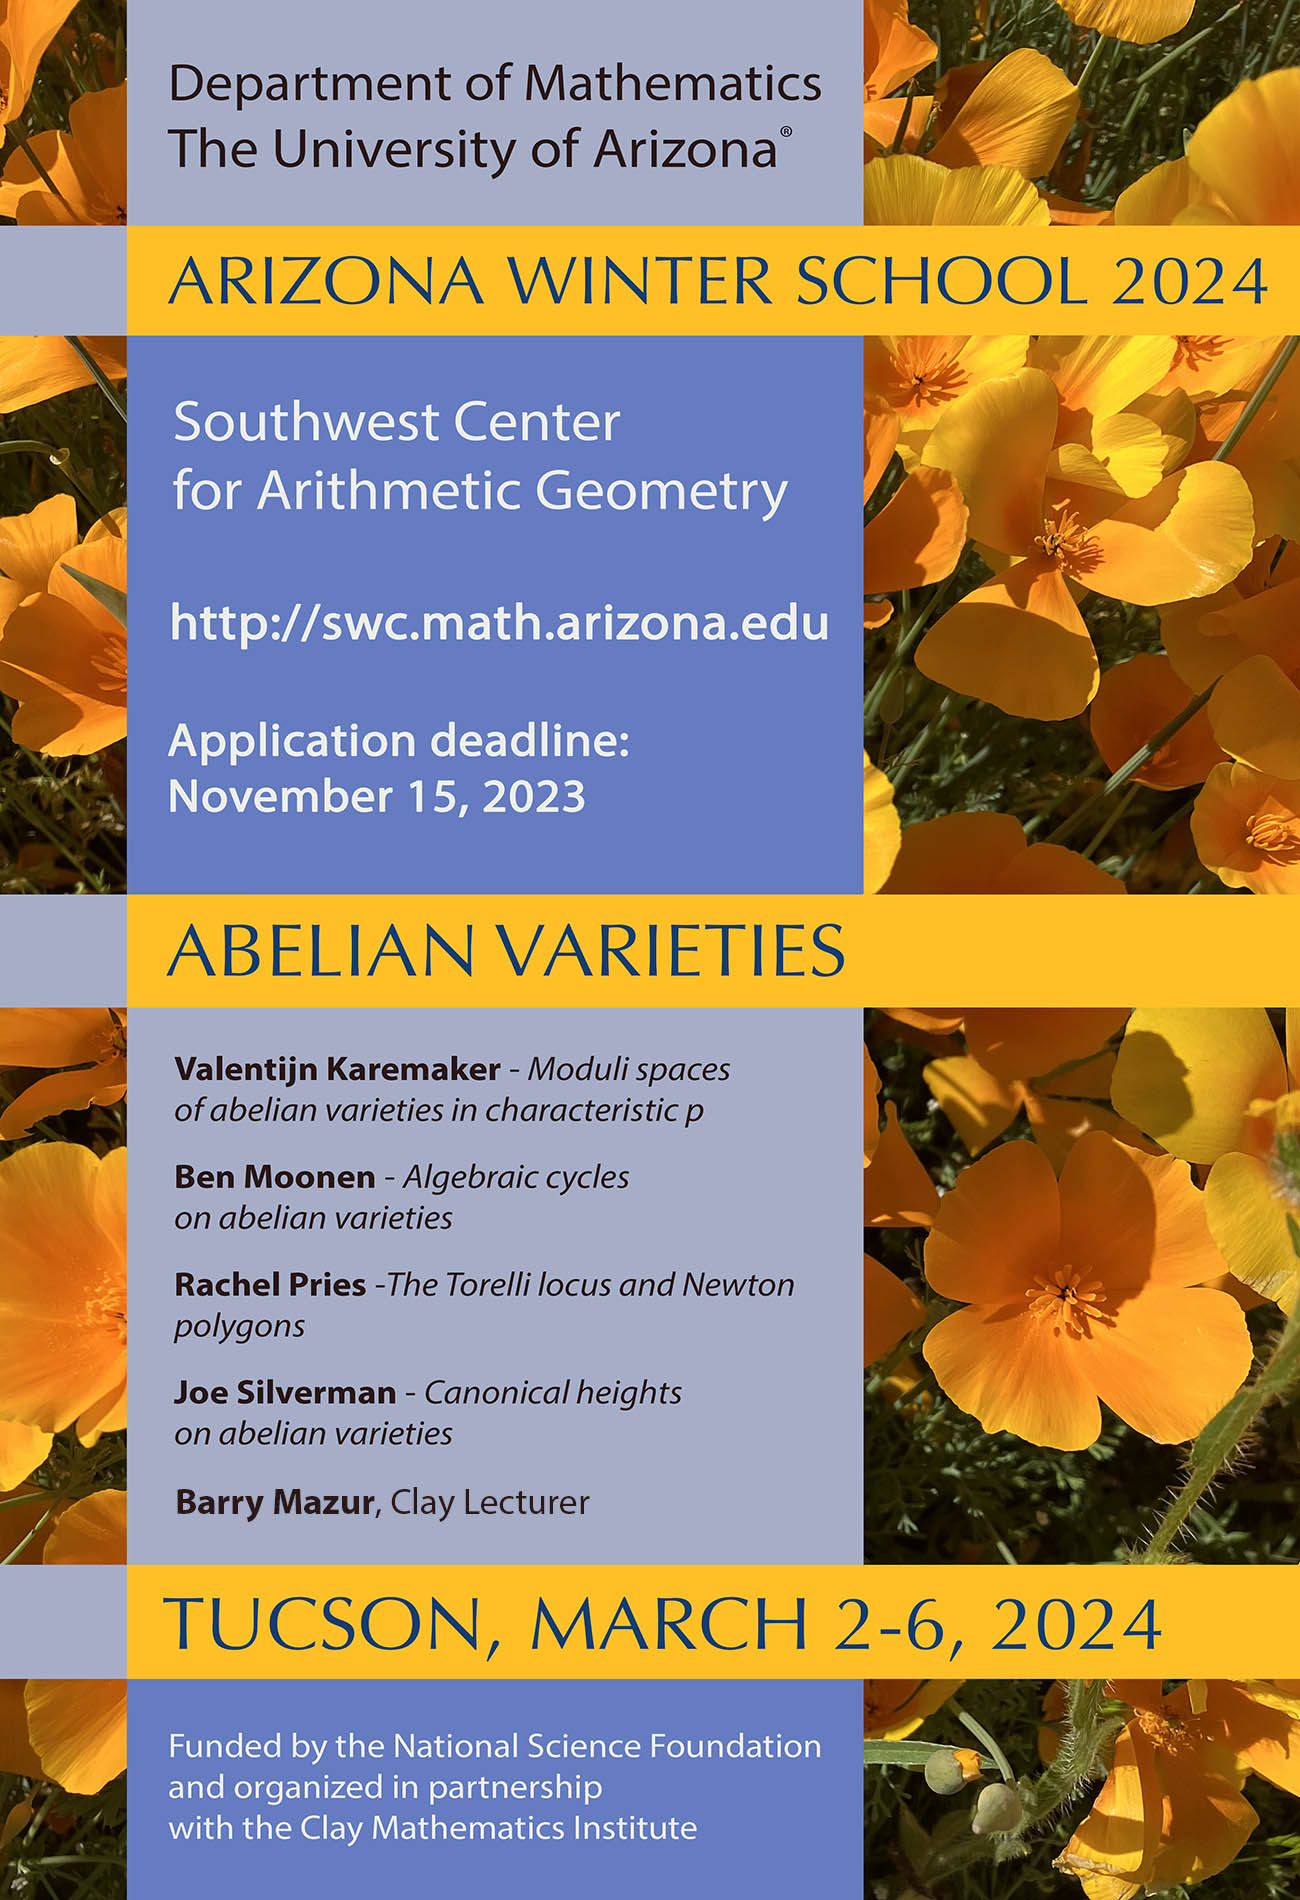 Department of Mathematics
The University of Arizona®
ARIZONA WINTER SCHOOL 2024
Southwest Center
for Arithmetic Geometry
http://swc.math.arizona.edu
Application deadline:
November 15, 2023
ABELIAN VARIETIES
Valentijn Karemaker - Moduli spaces
of abelian varieties in characteristic p
Ben Moonen - Algebraic cycles
on abelian varieties
Rachel Pries -The Torelli locus and Newton
polygons
Joe Silverman - Canonical heights
on abelian varieties
Barry Mazur, Clay Lecturer
TUCSON, MARCH 2-6, 2024
Funded by the National Science Foundation
and organized in partnership
with the Clay Mathematics Institute